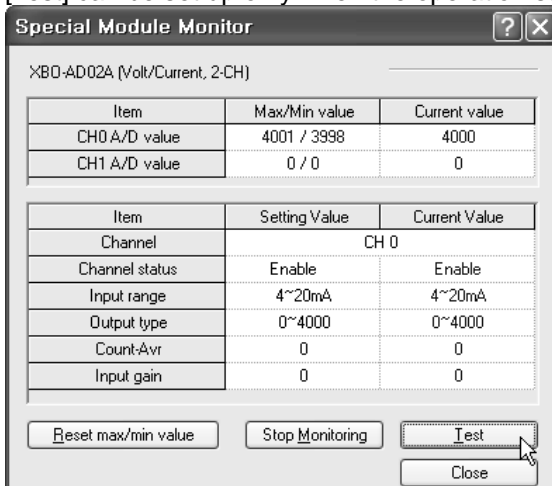 Special Module Monitor
XBO-AD02A (Volt/Current, 2-CH)
Item Max/Min value Current value
CH0 A/D value 4001 / 3998 4000
CH1 A/D value 0 / 0 0
Item Setting Value Current Value
Channel CH 0
Channel status Enable Enable
Input range 4~20mA 4~20mA
Output type 0~4000 0~4000
Count-Avr 0 0
Input gain 0 0
Reset max/min value Stop Monitoring Test
Close